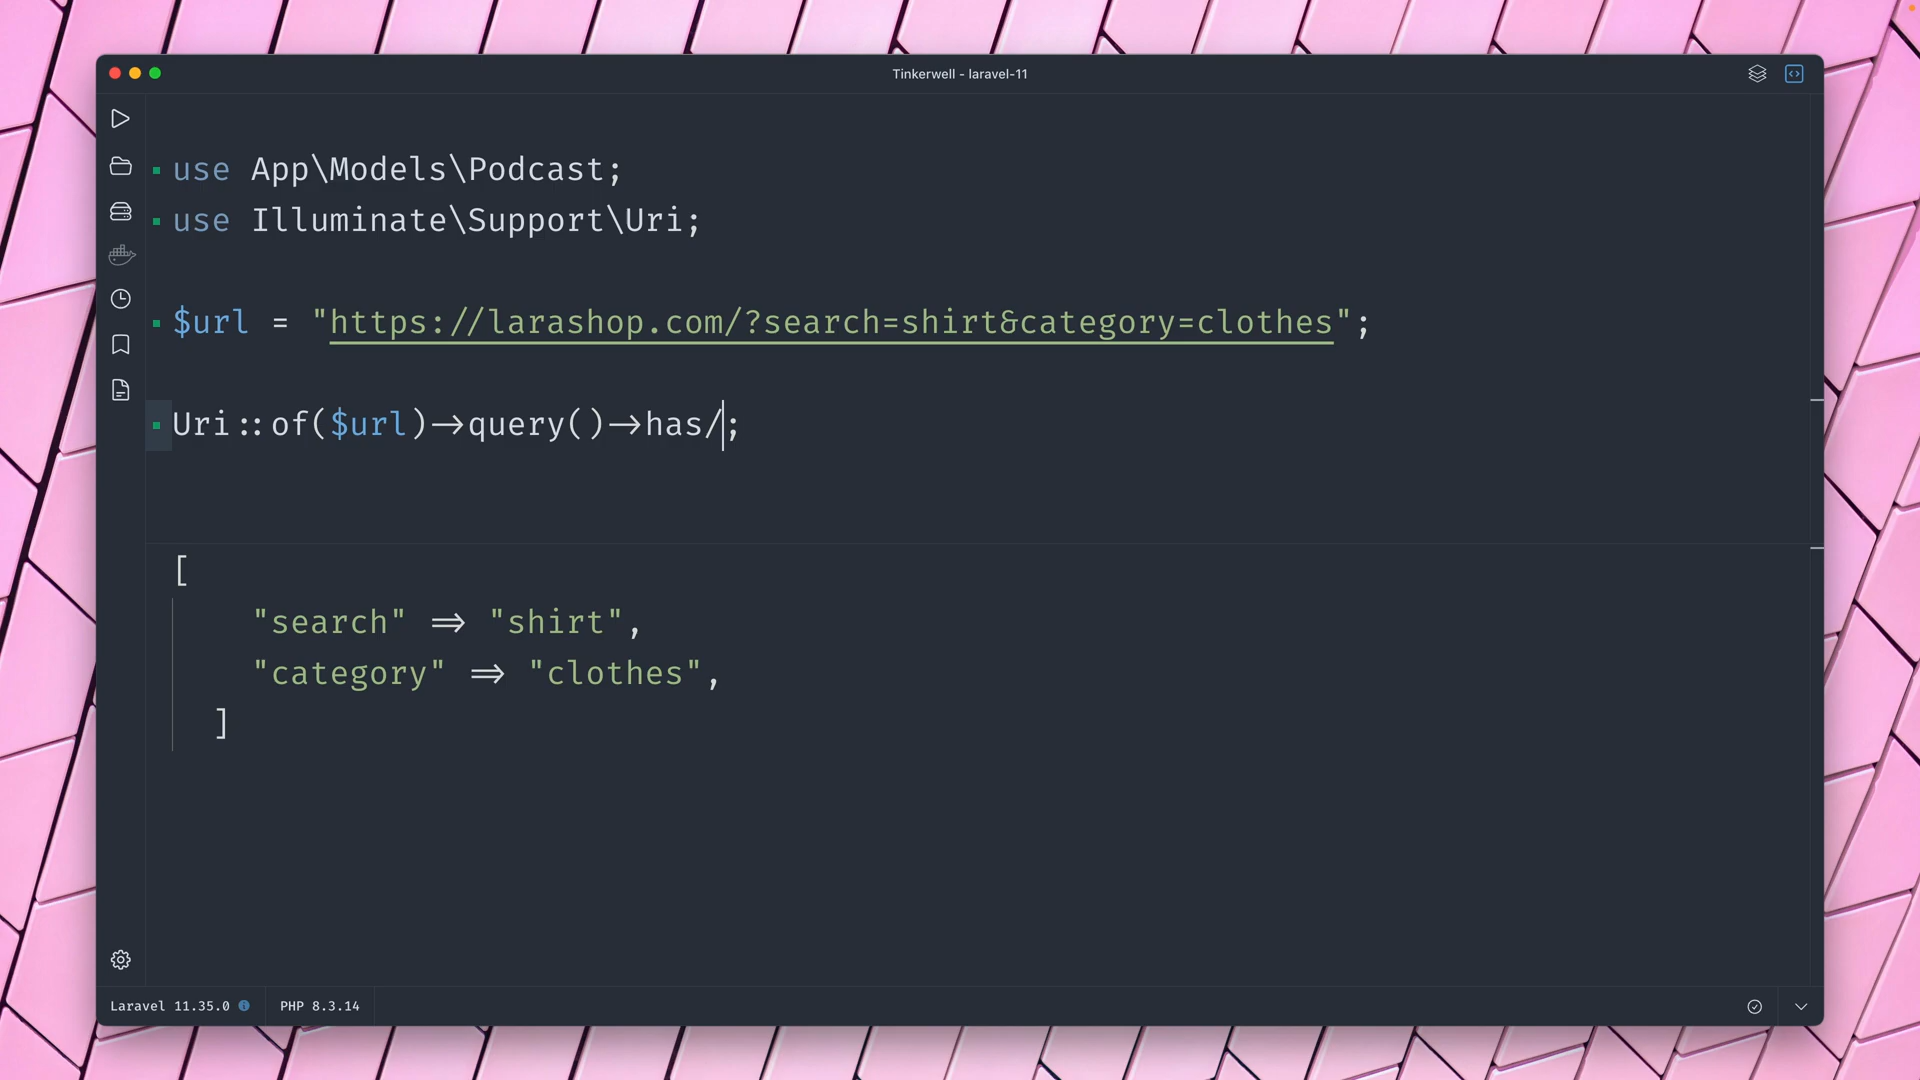 Tinkerwell - laravel-11
use App\Models\Podcast;
use Illuminate\Support\Uri;
$url = "https://larashop.com/?search=shirt&category=clothes";
Uri::of($url)->query()->has/;
[
"search" => "shirt",
"category" => "clothes",
]
Laravel 11.35.0
PHP 8.3.14